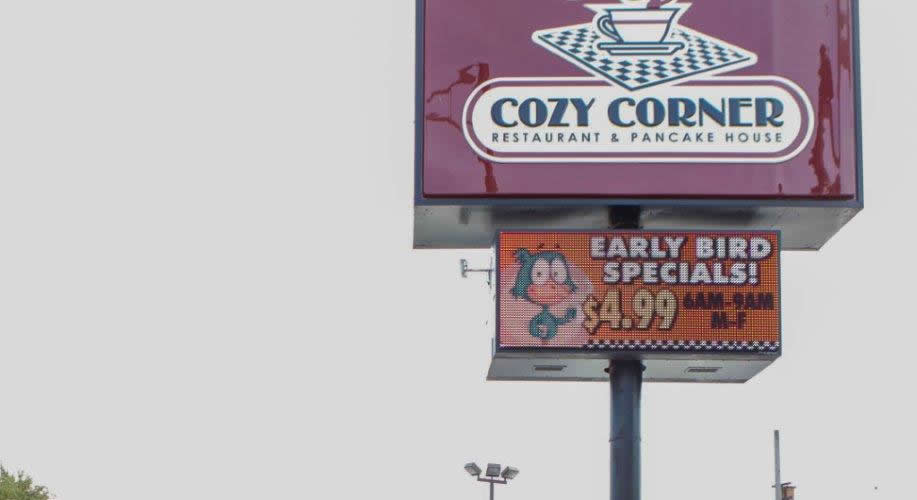 COZY CORNER
RESTAURANT & PANCAKE HOUSE
EARLY BIRD
SPECIALS!
$4.99 6AM-9AM
M-F